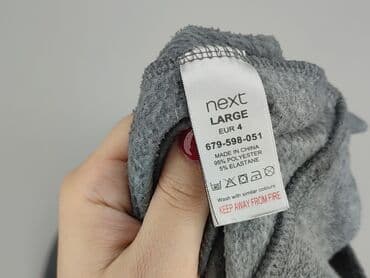 next
LARGE
EUR 4
679-598-051
MADE IN CHINA
95% POLYESTER
5% ELASTANE
Wash with similar colours
KEEP AWAY FROM FIRE